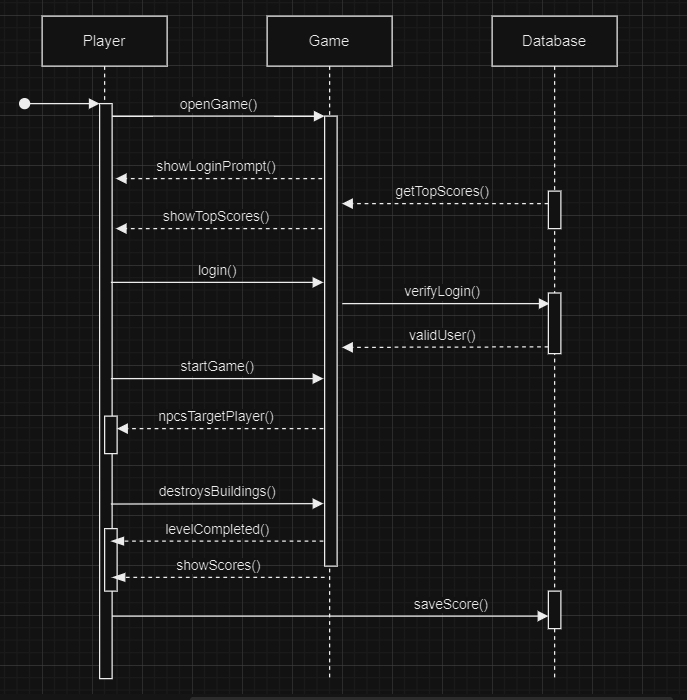 Player
Game
Database
openGame()
showLoginPrompt()
getTopScores()
showTopScores()
login()
verifyLogin()
validUser()
startGame()
npcsTargetPlayer()
destroysBuildings()
levelCompleted()
showScores()
saveScore()